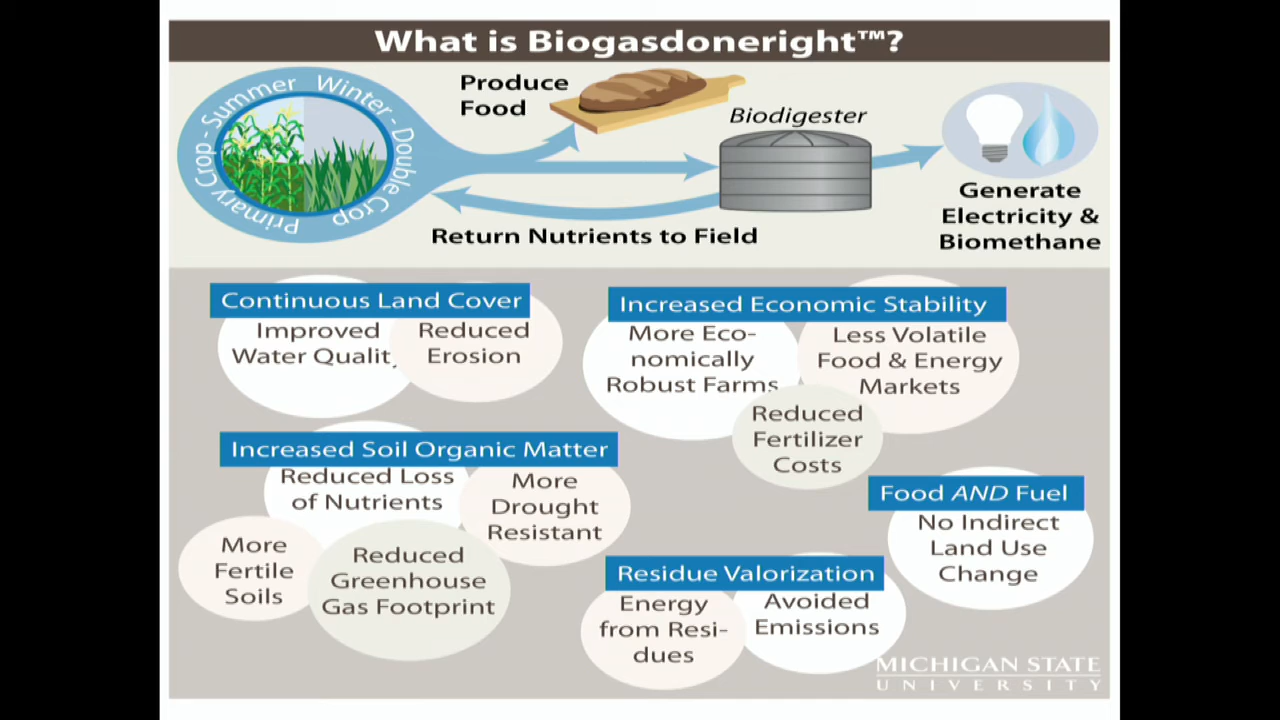 What is Biogasdoneright™?
Primary Crop - Summer Winter - Double Crop
Produce
Food
Biodigester
Generate
Electricity &
Biomethane
Return Nutrients to Field
Continuous Land Cover
Improved
Water Quality
Reduced
Erosion
Increased Economic Stability
More Eco-
nomically
Robust Farms
Less Volatile
Food & Energy
Markets
Reduced
Fertilizer
Costs
Increased Soil Organic Matter
Reduced Loss
of Nutrients
More
Drought
Resistant
More
Fertile
Soils
Reduced
Greenhouse
Gas Footprint
Food AND Fuel
No Indirect
Land Use
Change
Residue Valorization
Energy
from Resi-
dues
Avoided
Emissions
MICHIGAN STATE
UNIVERSITY